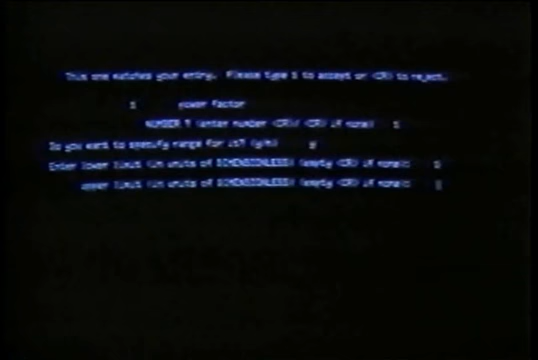 This one matches your entry. Please type 1 to accept or <CR> to reject.
1 power factor
NUMBER ? (enter number <CR>/ <CR> if none) 1
Do you want to specify range for it? (y/n) y
Enter lower limit (in units of DIMENSIONLESS) (empty <CR> if none):
upper limit (in units of DIMENSIONLESS) (empty <CR> if none):